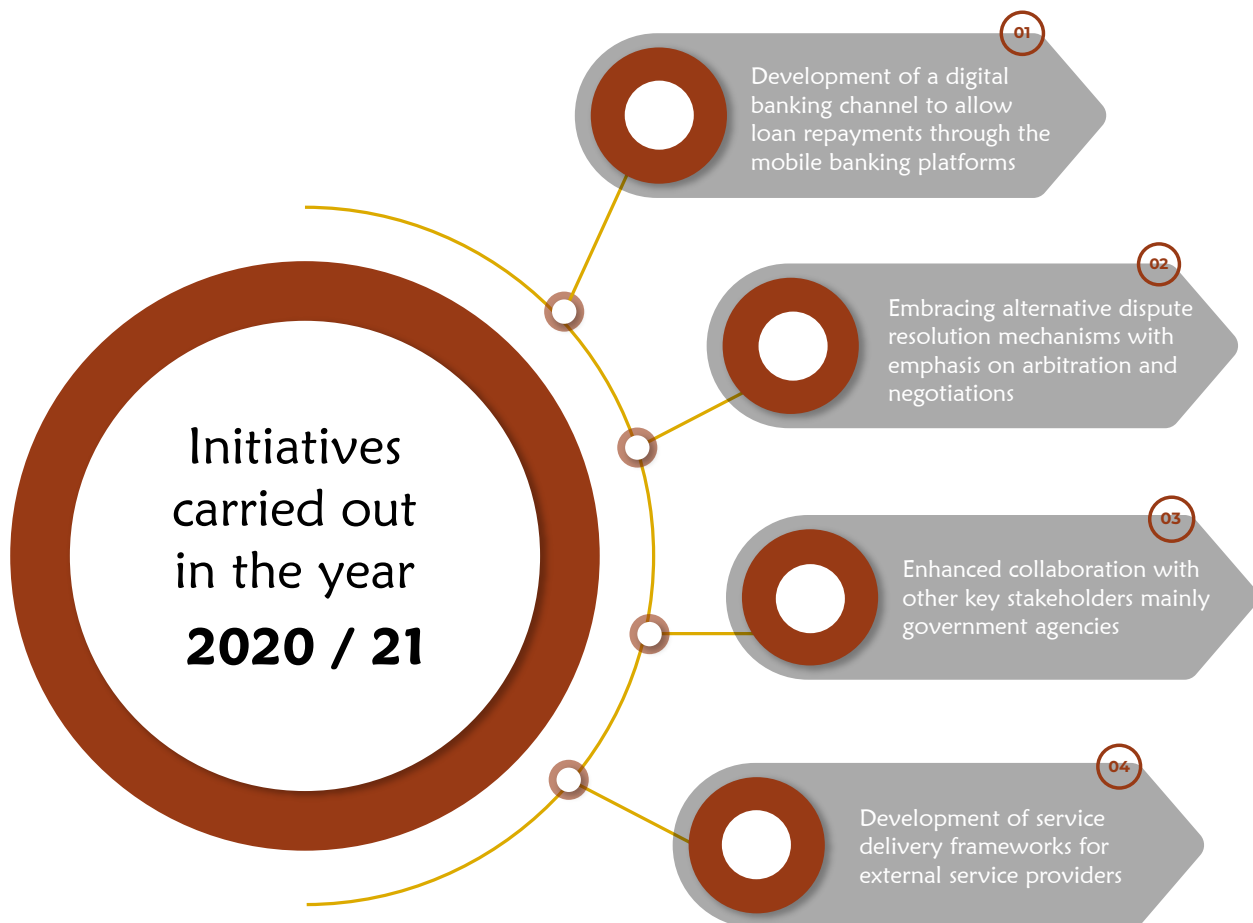 Initiatives
carried out
in the year
2020 / 21
01
Development of a digital
banking channel to allow
loan repayments through the
mobile banking platforms
02
Embracing alternative dispute
resolution mechanisms with
emphasis on arbitration and
negotiations
03
Enhanced collaboration with
other key stakeholders mainly
government agencies
04
Development of service
delivery frameworks for
external service providers